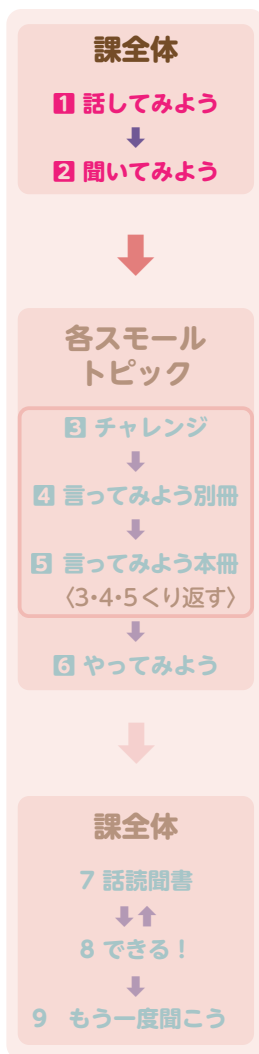 課全体
1 話してみよう
2 聞いてみよう
各スモール
トピック
3 チャレンジ
4 言ってみよう別冊
5 言ってみよう本冊
〈3・4・5くり返す〉
6 やってみよう
課全体
7 話読聞書
8 できる！
9 もう一度聞こう